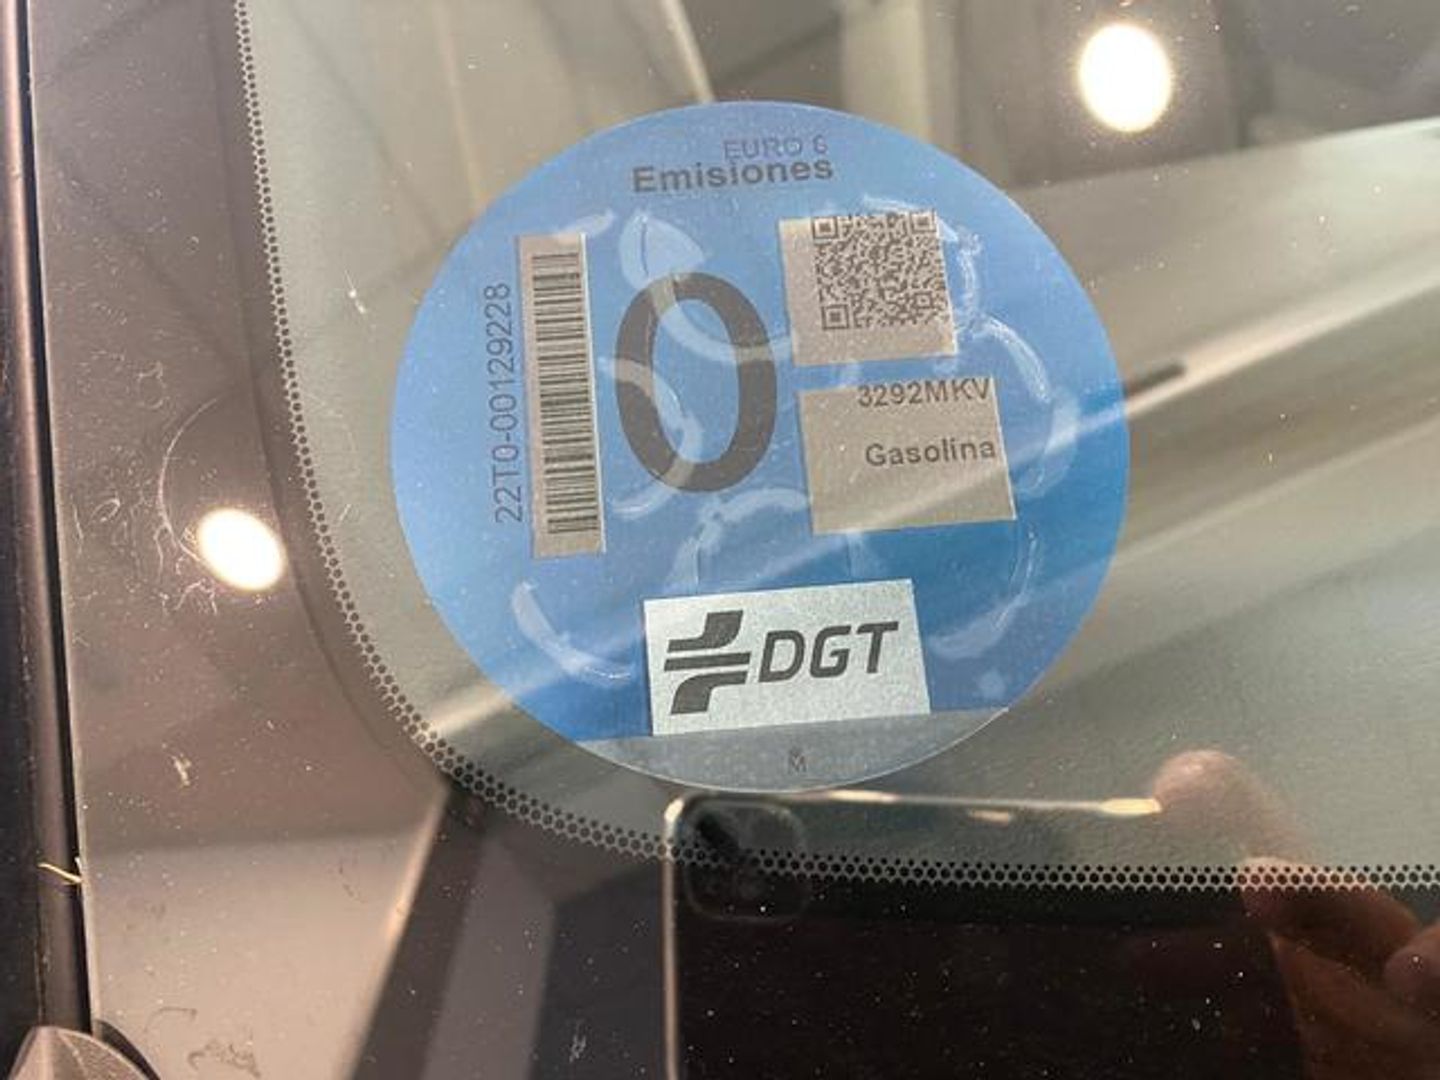 EURO 6
Emisiones
22T0-00129228
0
3292MKV
Gasolina
DGT
M